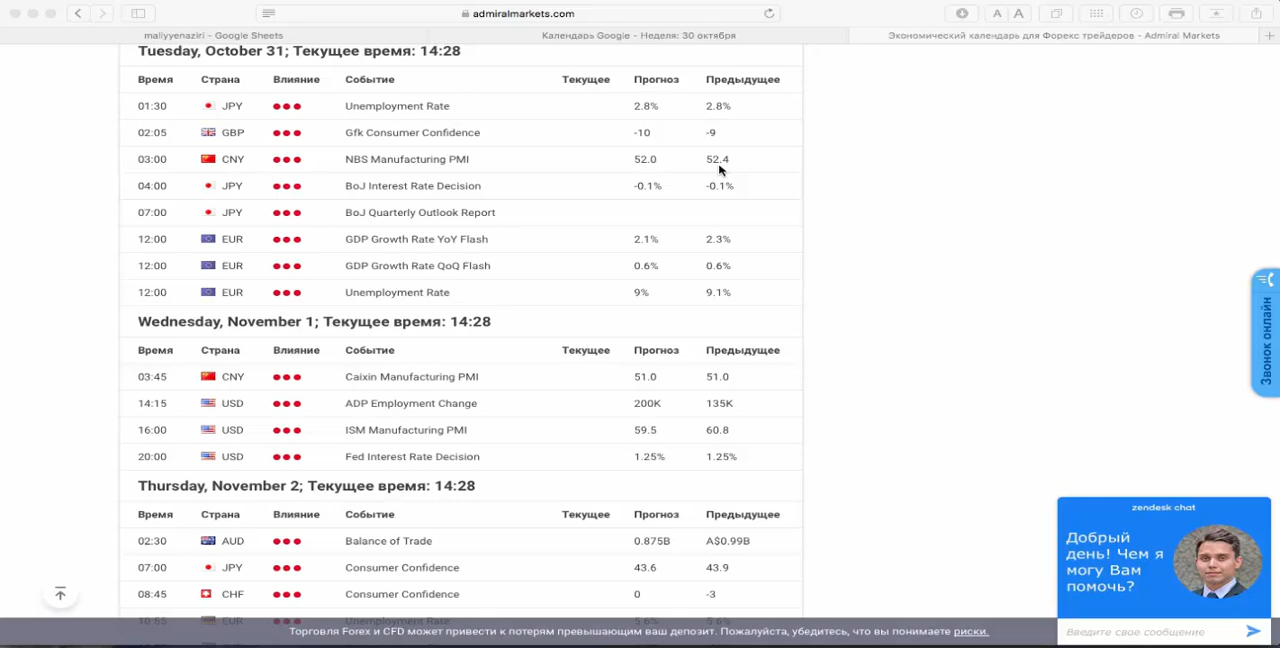 admiralmarkets.com
A A
maliyyenaziri – Google Sheets
Календарь Google - Неделя: 30 октября
Экономический календарь для Форекс трейдеров - Admiral Markets
Tuesday, October 31; Текущее время: 14:28
Время Страна Влияние Событие Текущее Прогноз Предыдущее
01:30 JPY Unemployment Rate 2.8% 2.8%
02:05 GBP Gfk Consumer Confidence -10 -9
03:00 CNY NBS Manufacturing PMI 52.0 52.4
04:00 JPY BoJ Interest Rate Decision -0.1% -0.1%
07:00 JPY BoJ Quarterly Outlook Report
12:00 EUR GDP Growth Rate YoY Flash 2.1% 2.3%
12:00 EUR GDP Growth Rate QoQ Flash 0.6% 0.6%
12:00 EUR Unemployment Rate 9% 9.1%
Wednesday, November 1; Текущее время: 14:28
Время Страна Влияние Событие Текущее Прогноз Предыдущее
03:45 CNY Caixin Manufacturing PMI 51.0 51.0
14:15 USD ADP Employment Change 200K 135K
16:00 USD ISM Manufacturing PMI 59.5 60.8
20:00 USD Fed Interest Rate Decision 1.25% 1.25%
Thursday, November 2; Текущее время: 14:28
Время Страна Влияние Событие Текущее Прогноз Предыдущее
02:30 AUD Balance of Trade 0.875B A$0.99B
07:00 JPY Consumer Confidence 43.6 43.9
08:45 CHF Consumer Confidence 0 -3
10:55 EUR Unemployment Rate 5.6% 5.6%
Торговля Forex и CFD может привести к потерям превышающим ваш депозит. Пожалуйста, убедитесь, что вы понимаете риски.
Звонок онлайн
zendesk chat
Добрый
день! Чем я
могу Вам
помочь?
Введите свое сообщение